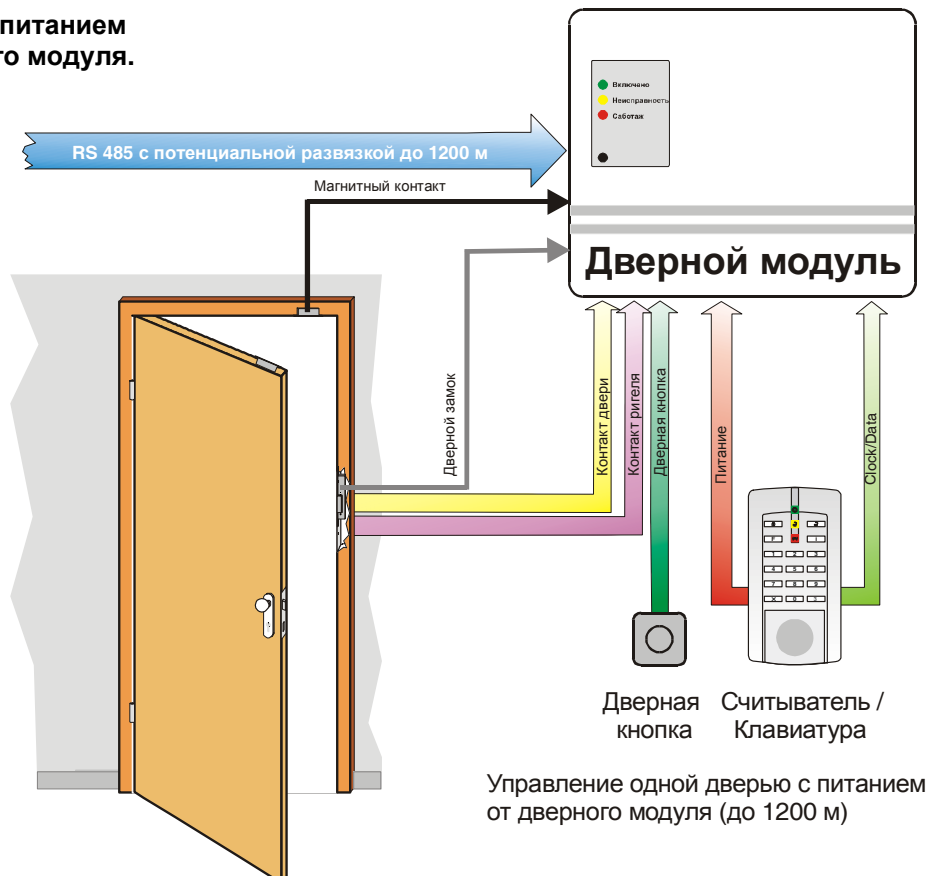 питанием
го модуля.
Включено
Неисправность
Саботаж
RS 485 с потенциальной развязкой до 1200 м
Магнитный контакт
Дверной модуль
Дверной замок
Контакт двери
Контакт ригеля
Дверная кнопка
Питание
Clock/Data
Дверная
кнопка
Считыватель /
Клавиатура
Управление одной дверью с питанием
от дверного модуля (до 1200 м)